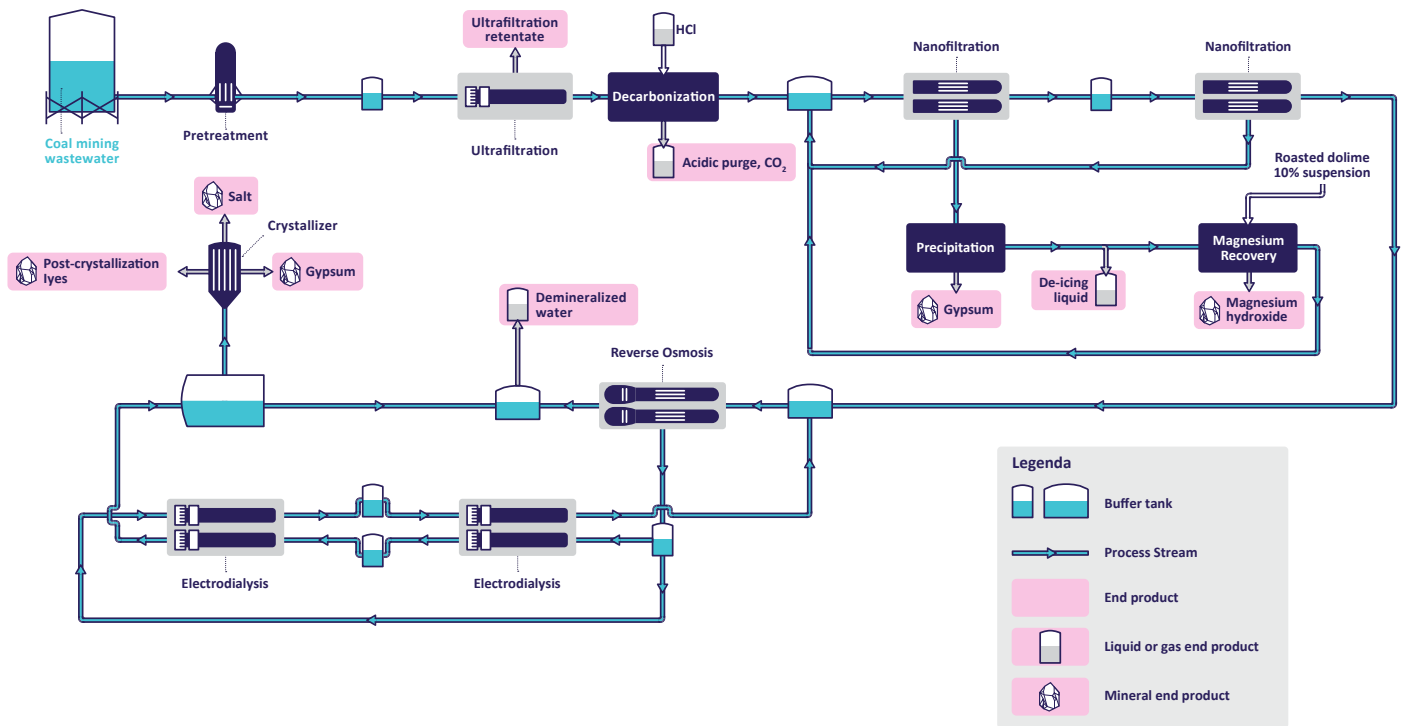 Ultrafiltration
retentate
HCl
Nanofiltration
Nanofiltration
Decarbonization
Coal mining
wastewater
Pretreatment
Ultrafiltration
Acidic purge, CO₂
Roasted dolime
10% suspension
Salt
Crystallizer
Post-crystallization
lyes
Gypsum
Precipitation
Magnesium
Recovery
De-icing
liquid
Gypsum
Magnesium
hydroxide
Demineralized
water
Reverse Osmosis
Electrodialysis
Electrodialysis
Legenda
Buffer tank
Process Stream
End product
Liquid or gas end product
Mineral end product